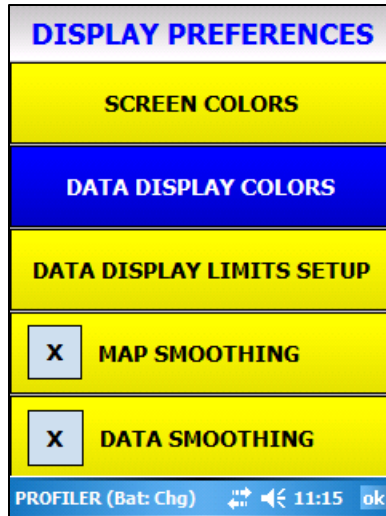 DISPLAY PREFERENCES
SCREEN COLORS
DATA DISPLAY COLORS
DATA DISPLAY LIMITS SETUP
X MAP SMOOTHING
X DATA SMOOTHING
PROFILER (Bat: Chg) 11:15 ok